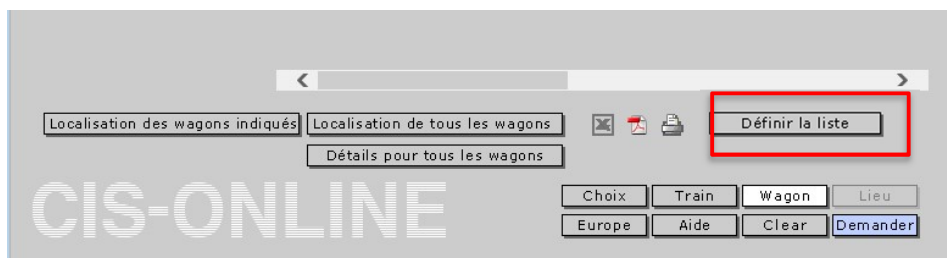 Localisation des wagons indiqués Localisation de tous les wagons Définir la liste
Détails pour tous les wagons
CIS-ONLINE
Choix Train Wagon Lieu
Europe Aide Clear Demander